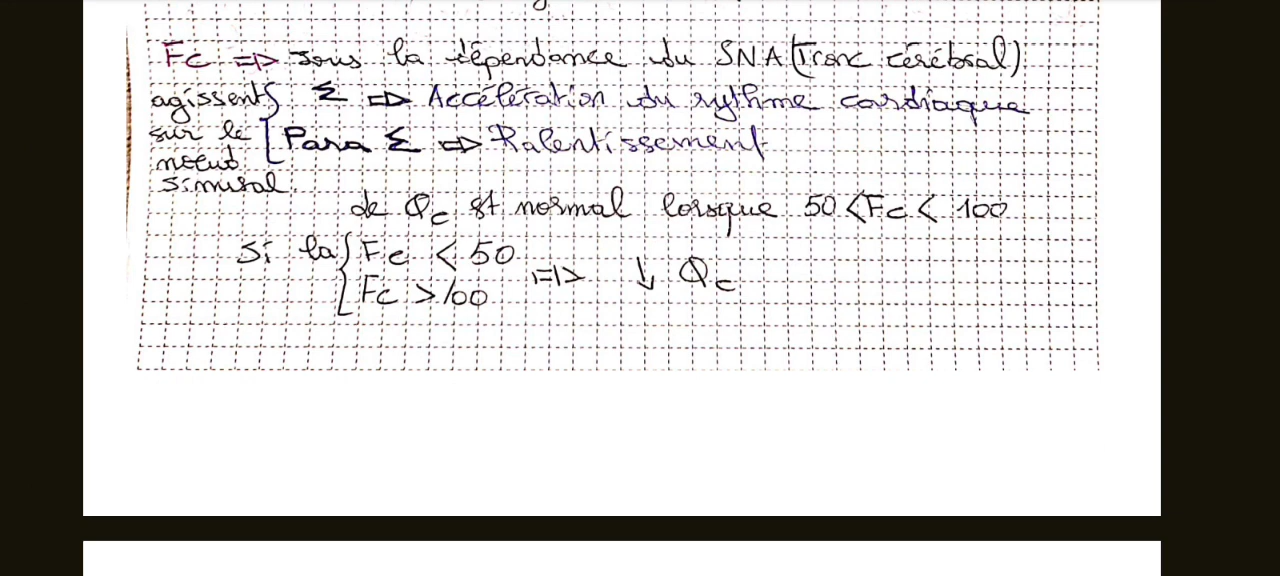 Fc => sous la dépendance du SNA (Tronc cérébral)
agissent { Σ => Accélération du rythme cardiaque
sur le [ Para Σ => Ralentissement
noeud
sinusal
de Qc st normal lorsque 50 < Fc < 100
Si la { Fc < 50
{ Fc > 100 => ↓ Qc